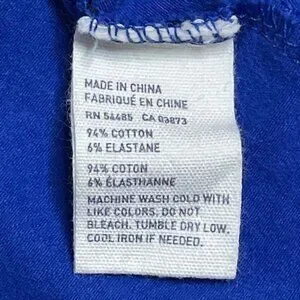 MADE IN CHINA
FABRIQUÉ EN CHINE
RN 54485 CA 03873
94% COTTON
6% ELASTANE
94% COTON
6% ÉLASTHANNE
MACHINE WASH COLD WITH
LIKE COLORS. DO NOT
BLEACH. TUMBLE DRY LOW.
COOL IRON IF NEEDED.